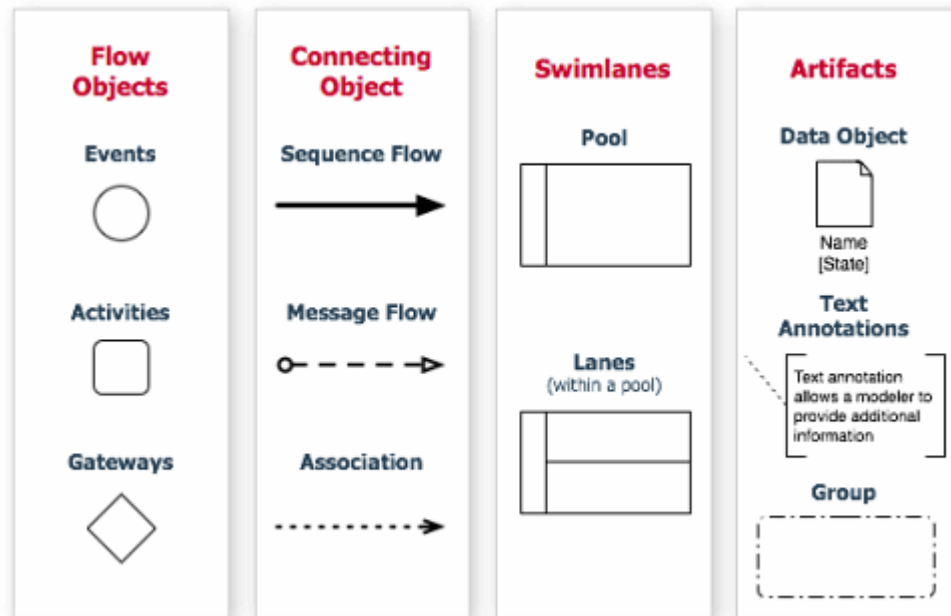 Flow
Objects
Events
Activities
Gateways
Connecting
Object
Sequence Flow
Message Flow
Association
Swimlanes
Pool
Lanes
(within a pool)
Artifacts
Data Object
Name
[State]
Text
Annotations
Text annotation
allows a modeler to
provide additional
information
Group